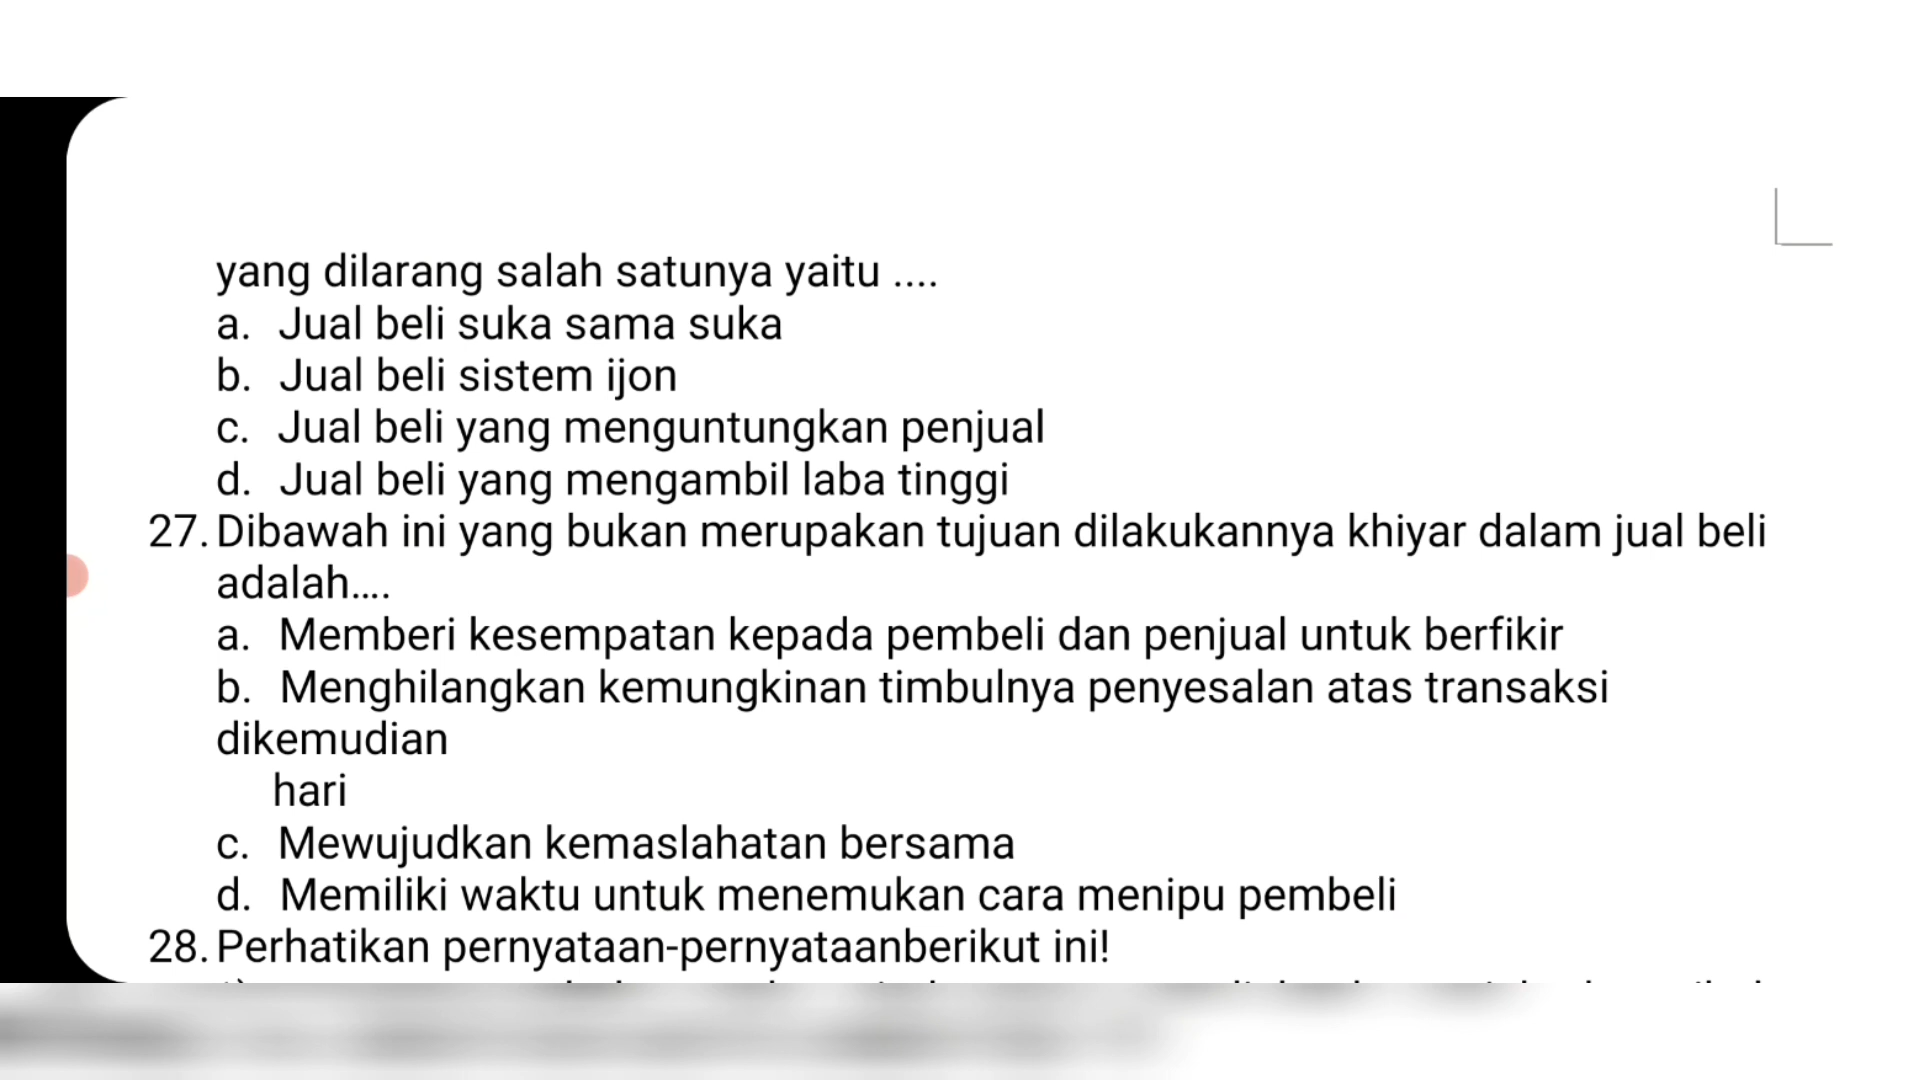 yang dilarang salah satunya yaitu ....
a. Jual beli suka sama suka
b. Jual beli sistem ijon
c. Jual beli yang menguntungkan penjual
d. Jual beli yang mengambil laba tinggi
27. Dibawah ini yang bukan merupakan tujuan dilakukannya khiyar dalam jual beli
adalah....
a. Memberi kesempatan kepada pembeli dan penjual untuk berfikir
b. Menghilangkan kemungkinan timbulnya penyesalan atas transaksi
dikemudian
hari
c. Mewujudkan kemaslahatan bersama
d. Memiliki waktu untuk menemukan cara menipu pembeli
28. Perhatikan pernyataan-pernyataanberikut ini!